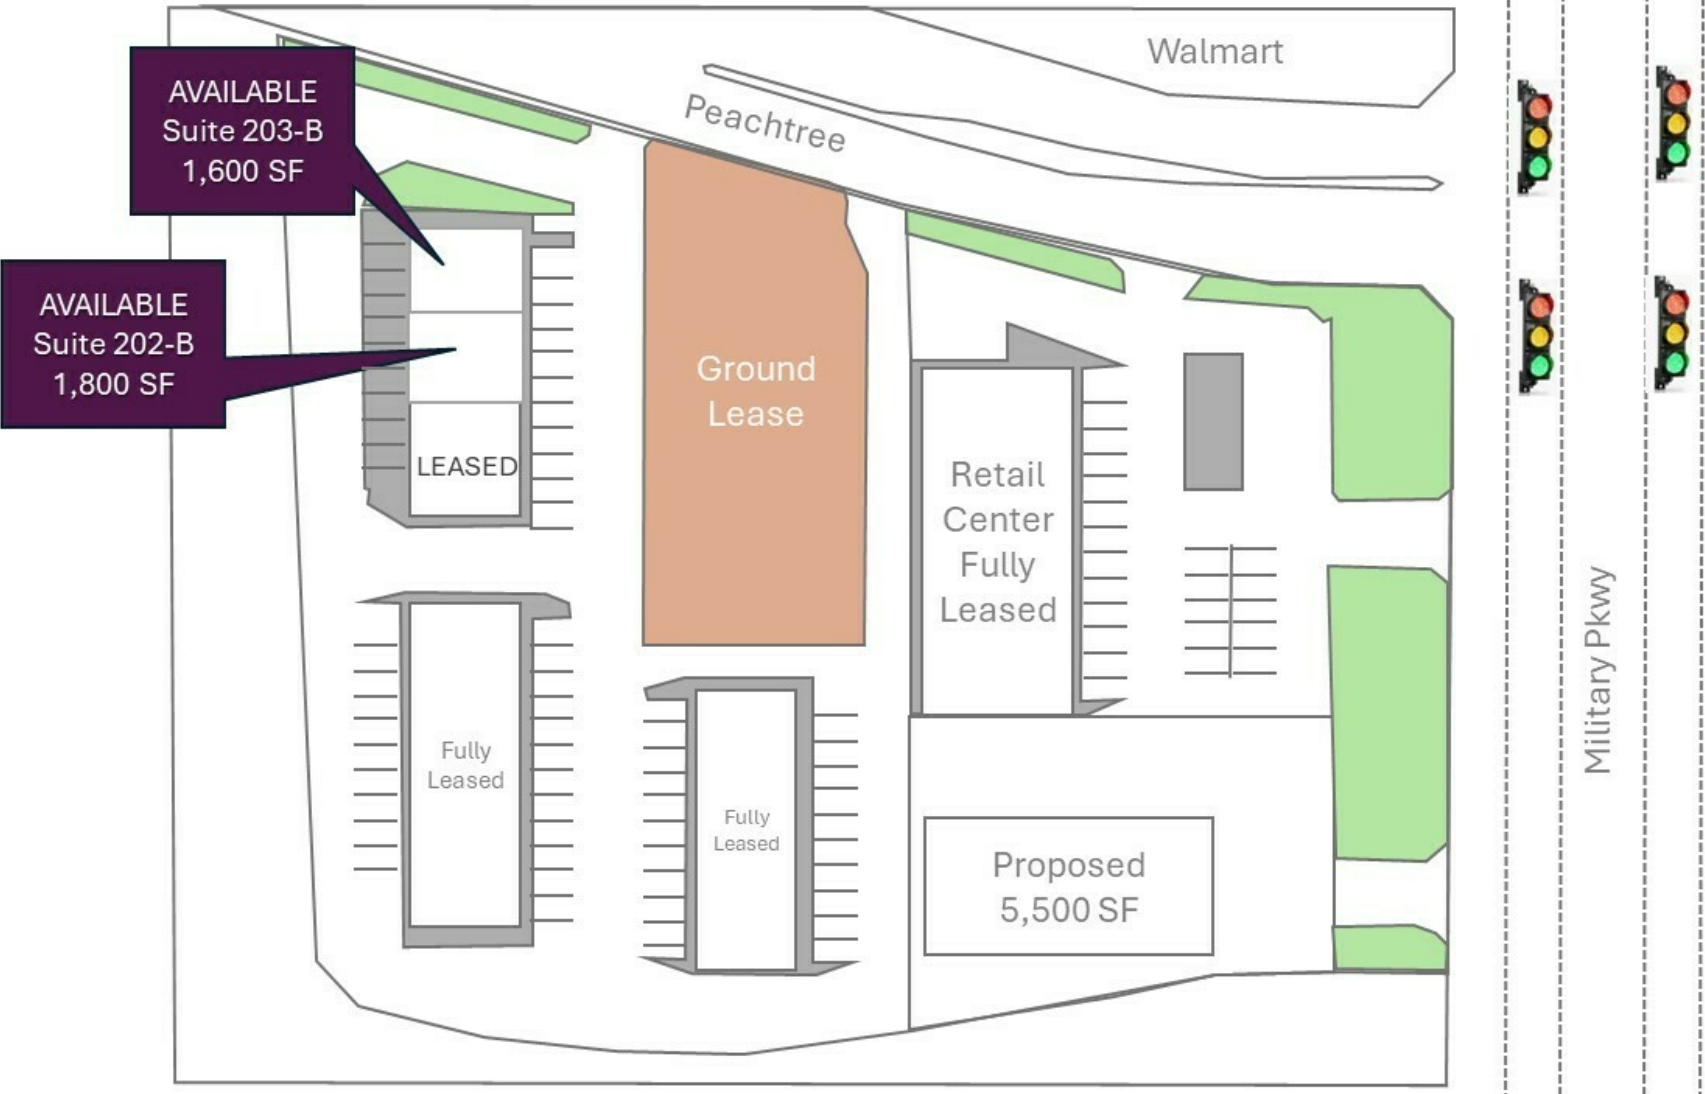 Walmart
Peachtree
AVAILABLE
Suite 203-B
1,600 SF
AVAILABLE
Suite 202-B
1,800 SF
LEASED
Ground
Lease
Retail
Center
Fully
Leased
Military Pkwy
Fully
Leased
Fully
Leased
Proposed
5,500 SF